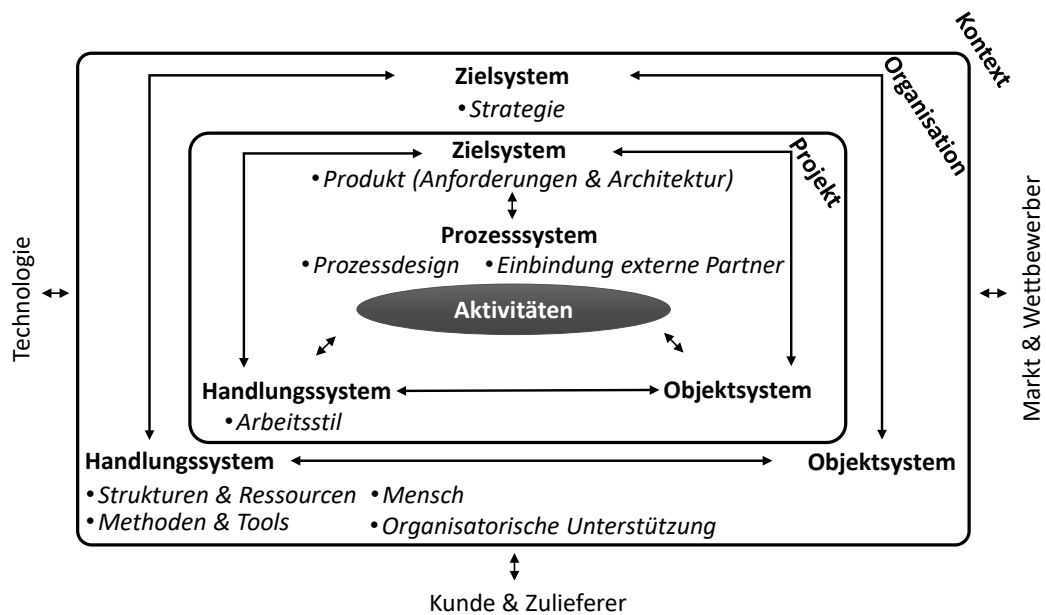 Kontext
Organisation
Zielsystem
•Strategie
Projekt
Zielsystem
•Produkt (Anforderungen & Architektur)
Prozesssystem
•Prozessdesign •Einbindung externe Partner
Aktivitäten
Technologie
Markt & Wettbewerber
Handlungssystem
Objektsystem
•Arbeitsstil
Handlungssystem
Objektsystem
•Strukturen & Ressourcen •Mensch
•Methoden & Tools •Organisatorische Unterstützung
Kunde & Zulieferer